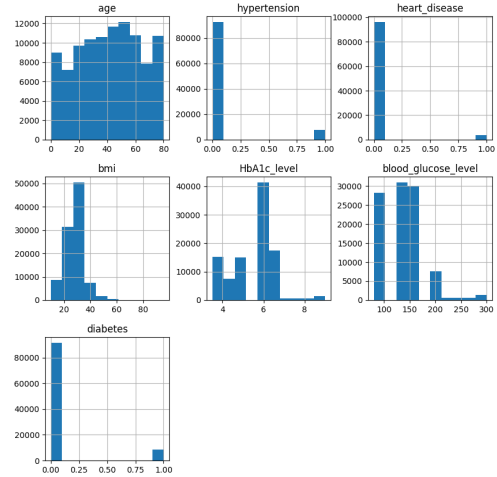 age
12000
10000
8000
6000
4000
2000
0
0 20 40 60 80
hypertension
80000
60000
40000
20000
0
0.00 0.25 0.50 0.75 1.00
heart_disease
100000
80000
60000
40000
20000
0
0.00 0.25 0.50 0.75 1.00
bmi
50000
40000
30000
20000
10000
0
20 40 60 80
HbA1c_level
40000
30000
20000
10000
0
4 6 8
blood_glucose_level
30000
25000
20000
15000
10000
5000
0
100 150 200 250 300
diabetes
80000
60000
40000
20000
0
0.00 0.25 0.50 0.75 1.00